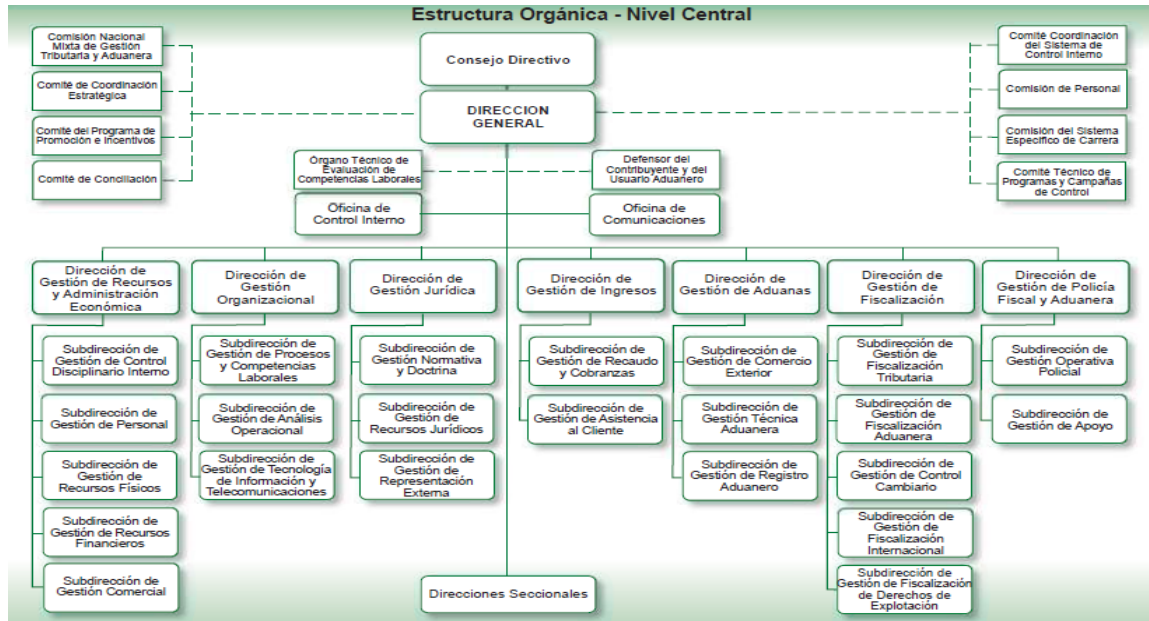 Estructura Orgánica - Nivel Central
Comisión Nacional
Mixta de Gestión
Tributaria y Aduanera
Comité de Coordinación
Estratégica
Comité del Programa de
Promoción e Incentivos
Comité de Conciliación
Consejo Directivo
DIRECCION
GENERAL
Comité Coordinación
del Sistema de
Control Interno
Comisión de Personal
Comisión del Sistema
Específico de Carrera
Comité Técnico de
Programas y Campañas
de Control
Órgano Técnico de
Evaluación de
Competencias Laborales
Defensor del
Contribuyente y del
Usuario Aduanero
Oficina de
Control Interno
Oficina de
Comunicaciones
Dirección de
Gestión de Recursos
y Administración
Económica
Subdirección de
Gestión de Control
Disciplinario Interno
Subdirección de
Gestión de Personal
Subdirección de
Gestión de
Recursos Físicos
Subdirección de
Gestión de Recursos
Financieros
Subdirección de
Gestión Comercial
Dirección de
Gestión
Organizacional
Subdirección de
Gestión de Procesos
y Competencias
Laborales
Subdirección de
Gestión de Análisis
Operacional
Subdirección de
Gestión de Tecnología
de Información y
Telecomunicaciones
Dirección de
Gestión Jurídica
Subdirección de
Gestión Normativa
y Doctrina
Subdirección de
Gestión de
Recursos Jurídicos
Subdirección de
Gestión de
Representación
Externa
Dirección de
Gestión de Ingresos
Subdirección de
Gestión de Recaudo
y Cobranzas
Subdirección de
Gestión de Asistencia
al Cliente
Dirección de
Gestión de Aduanas
Subdirección de
Gestión de Comercio
Exterior
Subdirección de
Gestión Técnica
Aduanera
Subdirección de
Gestión de Registro
Aduanero
Dirección de
Gestión de
Fiscalización
Subdirección de
Gestión de
Fiscalización
Tributaria
Subdirección de
Gestión de
Fiscalización
Aduanera
Subdirección de
Gestión de Control
Cambiario
Subdirección de
Gestión de
Fiscalización
Internacional
Subdirección de
Gestión de Fiscalización
de Derechos de
Explotación
Dirección de
Gestión de Policía
Fiscal y Aduanera
Subdirección de
Gestión Operativa
Policial
Subdirección de
Gestión de Apoyo
Direcciones Seccionales